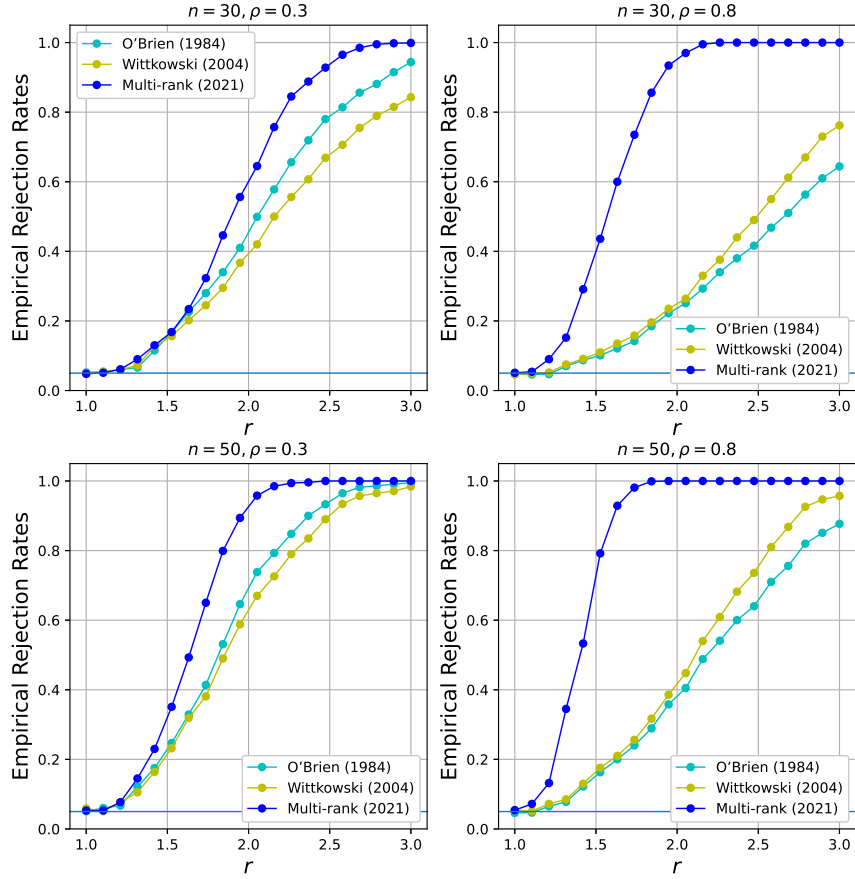 n = 30, ρ = 0.3
Empirical Rejection Rates
1.0
0.8
0.6
0.4
0.2
0.0
O’Brien (1984)
Wittkowski (2004)
Multi-rank (2021)
1.0 1.5 2.0 2.5 3.0
r
n = 30, ρ = 0.8
Empirical Rejection Rates
1.0
0.8
0.6
0.4
0.2
0.0
O’Brien (1984)
Wittkowski (2004)
Multi-rank (2021)
1.0 1.5 2.0 2.5 3.0
r
n = 50, ρ = 0.3
Empirical Rejection Rates
1.0
0.8
0.6
0.4
0.2
0.0
O’Brien (1984)
Wittkowski (2004)
Multi-rank (2021)
1.0 1.5 2.0 2.5 3.0
r
n = 50, ρ = 0.8
Empirical Rejection Rates
1.0
0.8
0.6
0.4
0.2
0.0
O’Brien (1984)
Wittkowski (2004)
Multi-rank (2021)
1.0 1.5 2.0 2.5 3.0
r